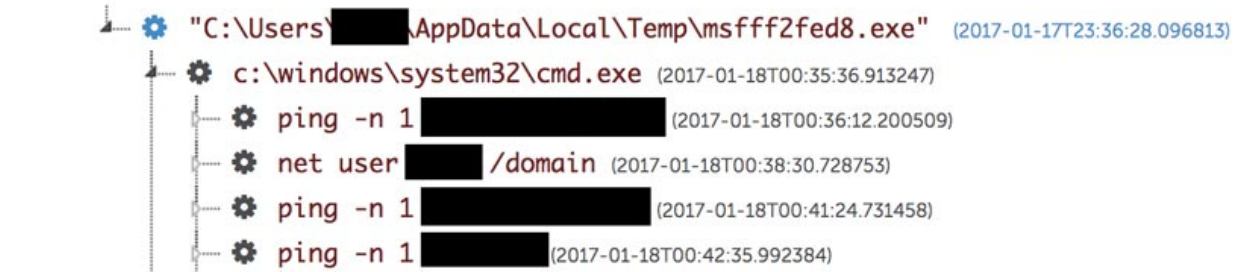 "C:\Users\ \AppData\Local\Temp\msfff2fed8.exe" (2017-01-17T23:36:28.096813)
c:\windows\system32\cmd.exe (2017-01-18T00:35:36.913247)
ping -n 1 (2017-01-18T00:36:12.200509)
net user /domain (2017-01-18T00:38:30.728753)
ping -n 1 (2017-01-18T00:41:24.731458)
ping -n 1 (2017-01-18T00:42:35.992384)